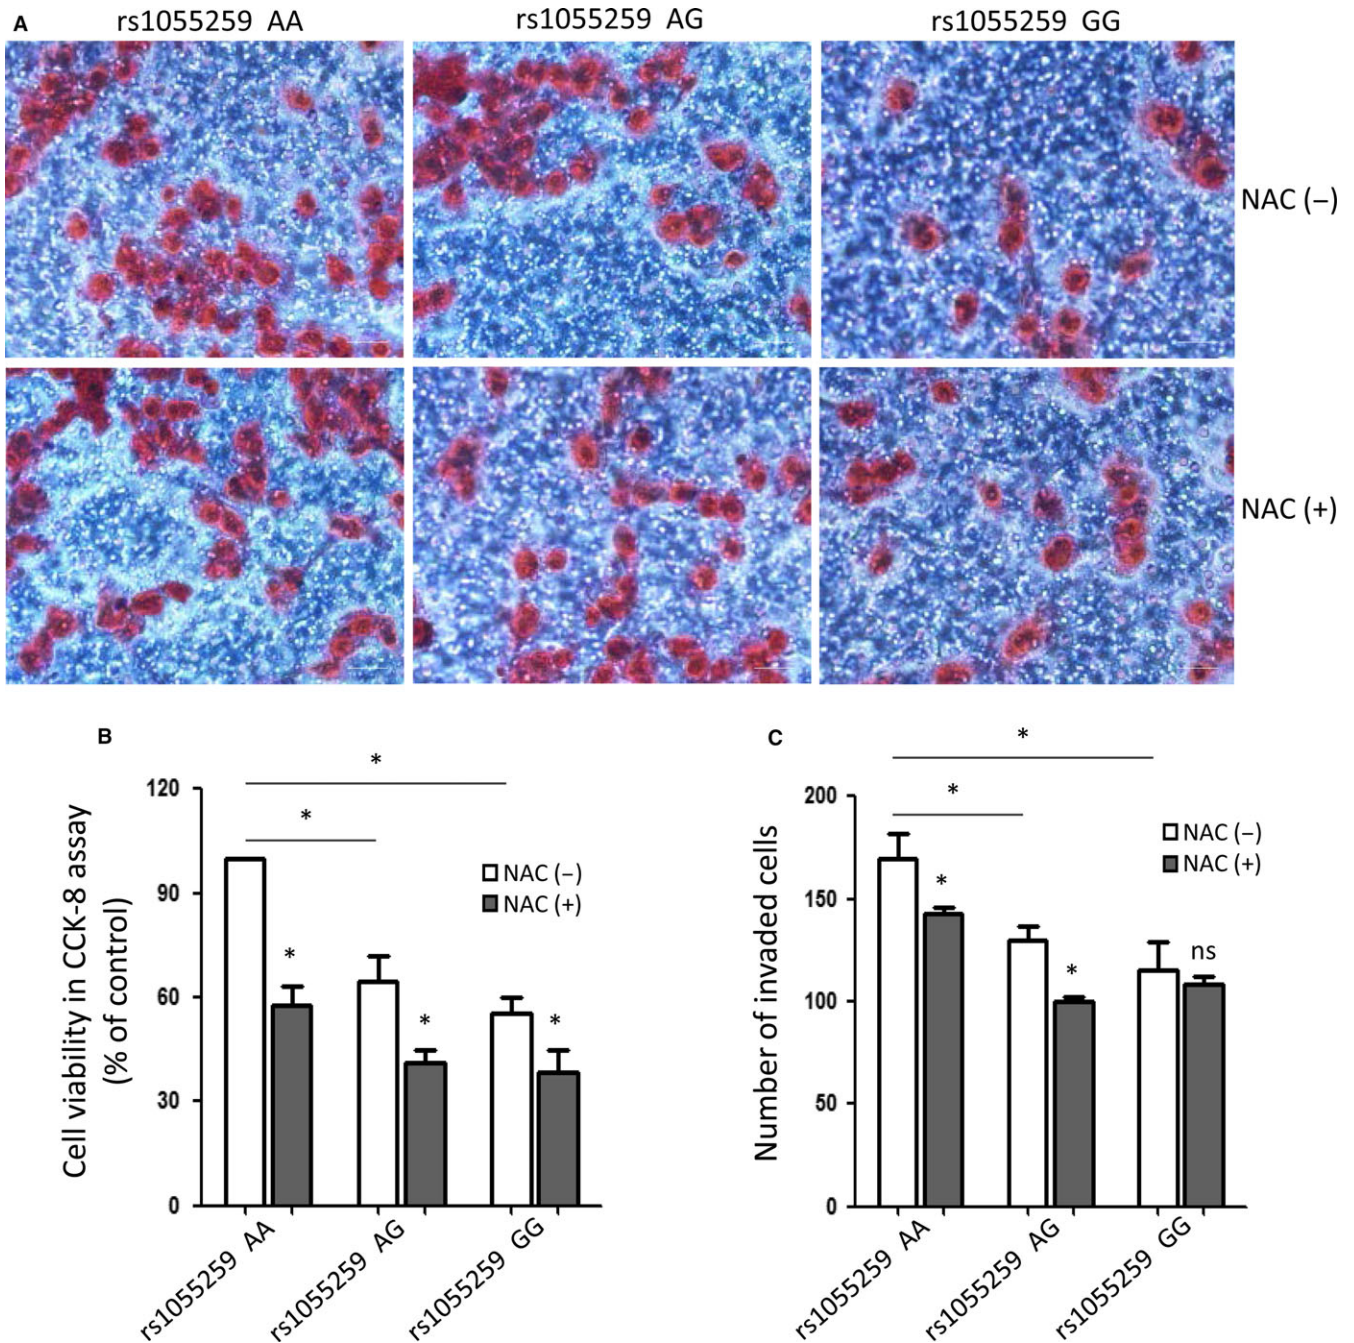 A
rs1055259 AA
rs1055259 AG
rs1055259 GG
NAC (−)
NAC (+)
B
*
*
120
90
60
30
0
Cell viability in CCK-8 assay
(% of control)
NAC (−)
NAC (+)
*
*
*
rs1055259 AA
rs1055259 AG
rs1055259 GG
C
*
*
200
150
100
50
0
Number of invaded cells
NAC (−)
NAC (+)
*
*
ns
rs1055259 AA
rs1055259 AG
rs1055259 GG